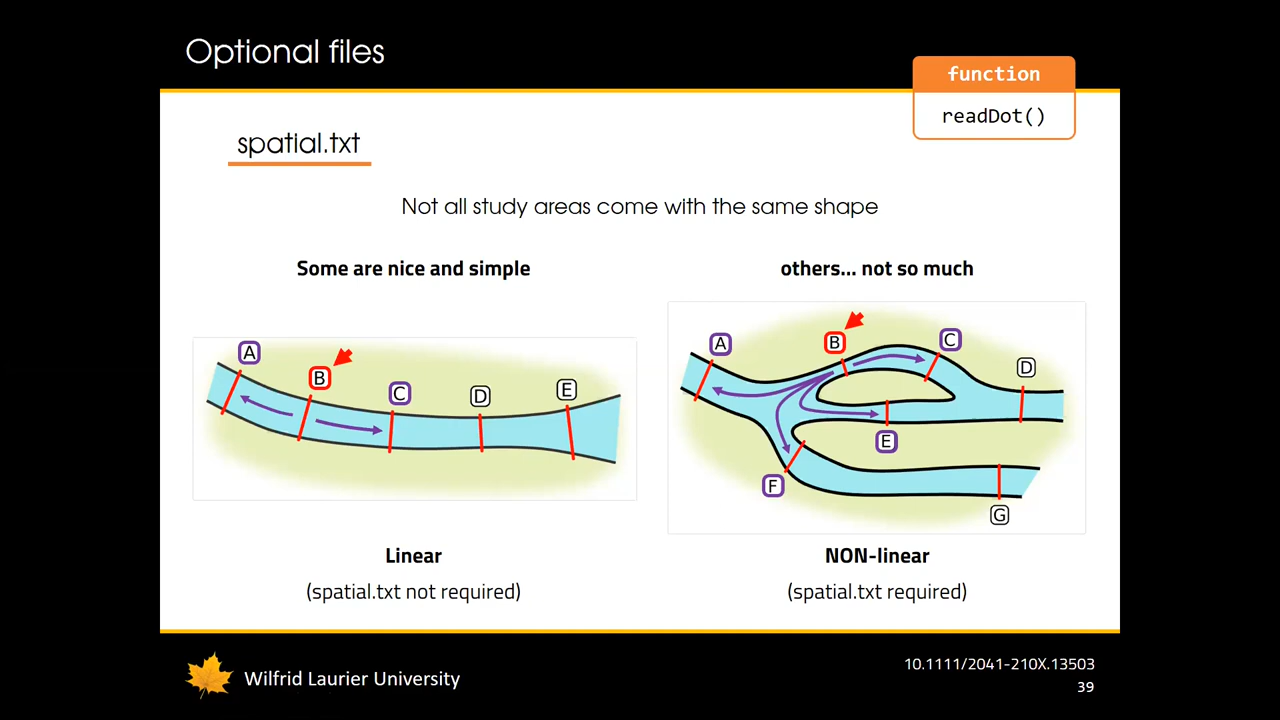 Optional files
function
readDot()
spatial.txt
Not all study areas come with the same shape
Some are nice and simple
others... not so much
A
B
C
D
E
A
B
C
D
E
F
G
Linear
(spatial.txt not required)
NON-linear
(spatial.txt required)
Wilfrid Laurier University
10.1111/2041-210X.13503
39